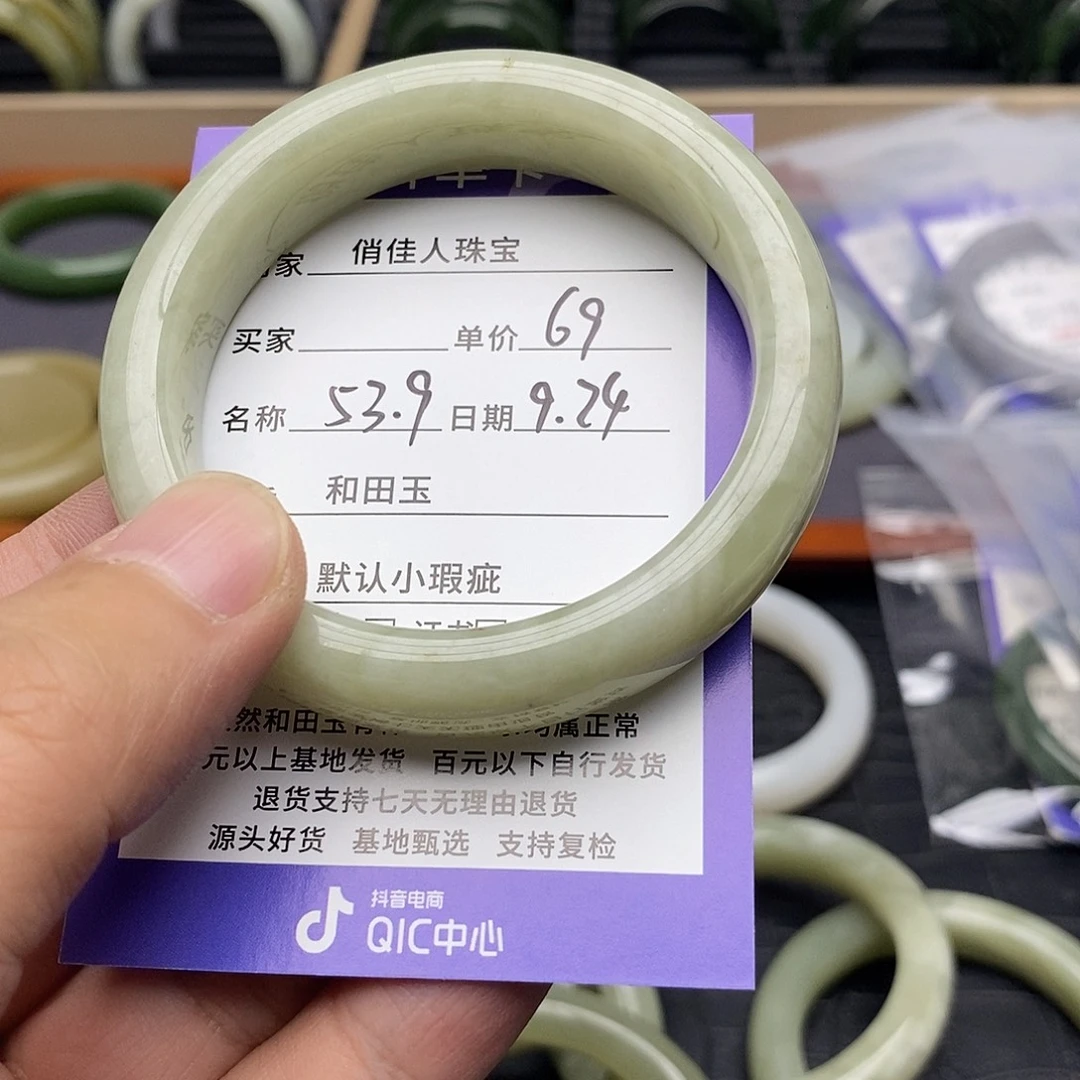 家 俏佳人珠宝
买家 单价 69
名称 53.9 日期 9.24
和田玉
默认小瑕疵
然和田玉 均属正常
元以上基地发货 百元以下自行发货
退货支持七天无理由退货
源头好货 基地甄选 支持复检
抖音电商
QIC中心